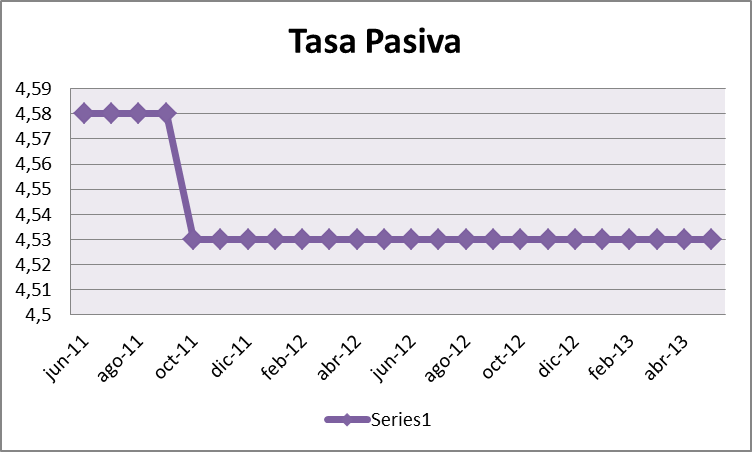 Tasa Pasiva
4,59
4,58
4,57
4,56
4,55
4,54
4,53
4,52
4,51
4,5
jun-11
ago-11
oct-11
dic-11
feb-12
abr-12
jun-12
ago-12
oct-12
dic-12
feb-13
abr-13
Series1